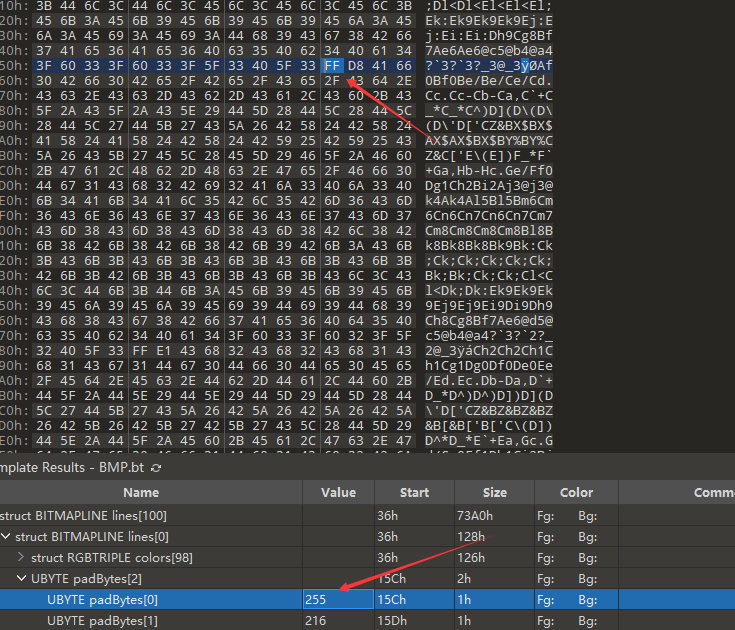 10h: 3B 44 6C 3C 44 6C 3C 45 6C 3C 45 6C 3C 45 6C 3B ;Dl<Dl<El<El<El;
20h: 45 6B 3A 45 6B 39 45 6B 39 45 6B 39 45 6A 3A 45 Ek:Ek9Ek9Ek9Ej:E
30h: 6A 3A 45 69 3A 45 69 3A 44 68 39 43 67 38 42 66 j:Ei:Ei:Dh9Cg8Bf
40h: 37 41 65 36 41 65 36 40 63 35 40 62 34 40 61 34 7Ae6Ae6@c5@b4@a4
50h: 3F 60 33 3F 60 33 3F 5F 33 40 5F 33 FF D8 41 66 ?`3?`3?_3@_3ÿØAf
60h: 30 42 66 30 42 65 2F 42 65 2F 43 65 2F 43 64 2E 0Bf0Be/Be/Ce/Cd.
70h: 43 63 2E 43 63 2D 43 62 2D 43 61 2C 43 60 2B 43 Cc.Cc-Cb-Ca,C`+C
80h: 5F 2A 43 5F 2A 43 5E 29 44 5D 28 44 5C 28 44 5C _*C_*C^)D](D\(D\
90h: 28 44 5C 27 44 5B 27 43 5A 26 42 58 24 42 58 24 (D\'D['CZ&BX$BX$
A0h: 41 58 24 41 58 24 42 58 24 42 59 25 42 59 25 43 AX$AX$BX$BY%BY%C
B0h: 5A 26 43 5B 27 45 5C 28 45 5D 29 46 5F 2A 46 60 Z&C['E\(E])F_*F`
C0h: 2B 47 61 2C 48 62 2D 48 63 2E 47 65 2F 46 66 30 +Ga,Hb-Hc.Ge/Ff0
D0h: 44 67 31 43 68 32 42 69 32 41 6A 33 40 6A 33 40 Dg1Ch2Bi2Aj3@j3@
E0h: 6B 34 41 6B 34 41 6C 35 42 6C 35 42 6D 36 43 6D k4Ak4Al5Bl5Bm6Cm
F0h: 36 43 6E 36 43 6E 37 43 6E 36 43 6E 37 43 6D 37 6Cn6Cn7Cn6Cn7Cm7
00h: 43 6D 38 43 6D 38 43 6D 38 43 6D 38 42 6C 38 42 Cm8Cm8Cm8Cm8Bl8B
10h: 6B 38 42 6B 38 42 6B 38 42 6B 39 42 6B 3A 43 6B k8Bk8Bk8Bk9Bk:Ck
20h: 3B 43 6B 3B 43 6B 3B 43 6B 3B 43 6B 3B 43 6B 3B ;Ck;Ck;Ck;Ck;Ck;
30h: 42 6B 3B 42 6B 3B 43 6B 3B 43 6B 3B 43 6C 3C 43 Bk;Bk;Ck;Ck;Cl<C
40h: 6C 3C 44 6B 3B 44 6B 3A 45 6B 39 45 6B 39 45 6B l<Dk;Dk:Ek9Ek9Ek
50h: 39 45 6A 39 45 6A 39 45 69 39 44 69 39 44 68 39 9Ej9Ej9Ei9Di9Dh9
60h: 43 68 38 43 67 38 42 66 37 41 65 36 40 64 35 40 Ch8Cg8Bf7Ae6@d5@
70h: 63 35 40 62 34 40 61 34 3F 60 33 3F 60 32 3F 5F c5@b4@a4?`3?`2?_
80h: 32 40 5F 33 FF E1 43 68 32 43 68 32 43 68 31 43 2@_3ÿáCh2Ch2Ch1C
90h: 68 31 43 67 31 44 67 30 44 66 30 44 65 30 45 65 h1Cg1Dg0Df0De0Ee
A0h: 2F 45 64 2E 45 63 2E 44 62 2D 44 61 2C 44 60 2B /Ed.Ec.Db-Da,D`+
B0h: 44 5F 2A 44 5E 29 44 5E 29 44 5D 29 44 5D 28 44 D_*D^)D^)D])D](D
C0h: 5C 27 44 5B 27 43 5A 26 42 5A 26 42 5A 26 42 5A \'D['CZ&BZ&BZ&BZ
D0h: 26 42 5B 26 42 5B 27 42 5B 27 43 5C 28 44 5D 29 &B[&B['B['C\(D])
E0h: 44 5E 2A 44 5F 2A 45 60 2B 45 61 2C 47 63 2E 47 D^*D_*E`+Ea,Gc.G
mplate Results - BMP.bt
Name Value Start Size Color Comm
struct BITMAPLINE lines[100] 36h 73A0h Fg: Bg:
struct BITMAPLINE lines[0] 36h 128h Fg: Bg:
struct RGBTRIPLE colors[98] 36h 126h Fg: Bg:
UBYTE padBytes[2] 15Ch 2h Fg: Bg:
UBYTE padBytes[0] 255 15Ch 1h Fg: Bg:
UBYTE padBytes[1] 216 15Dh 1h Fg: Bg: